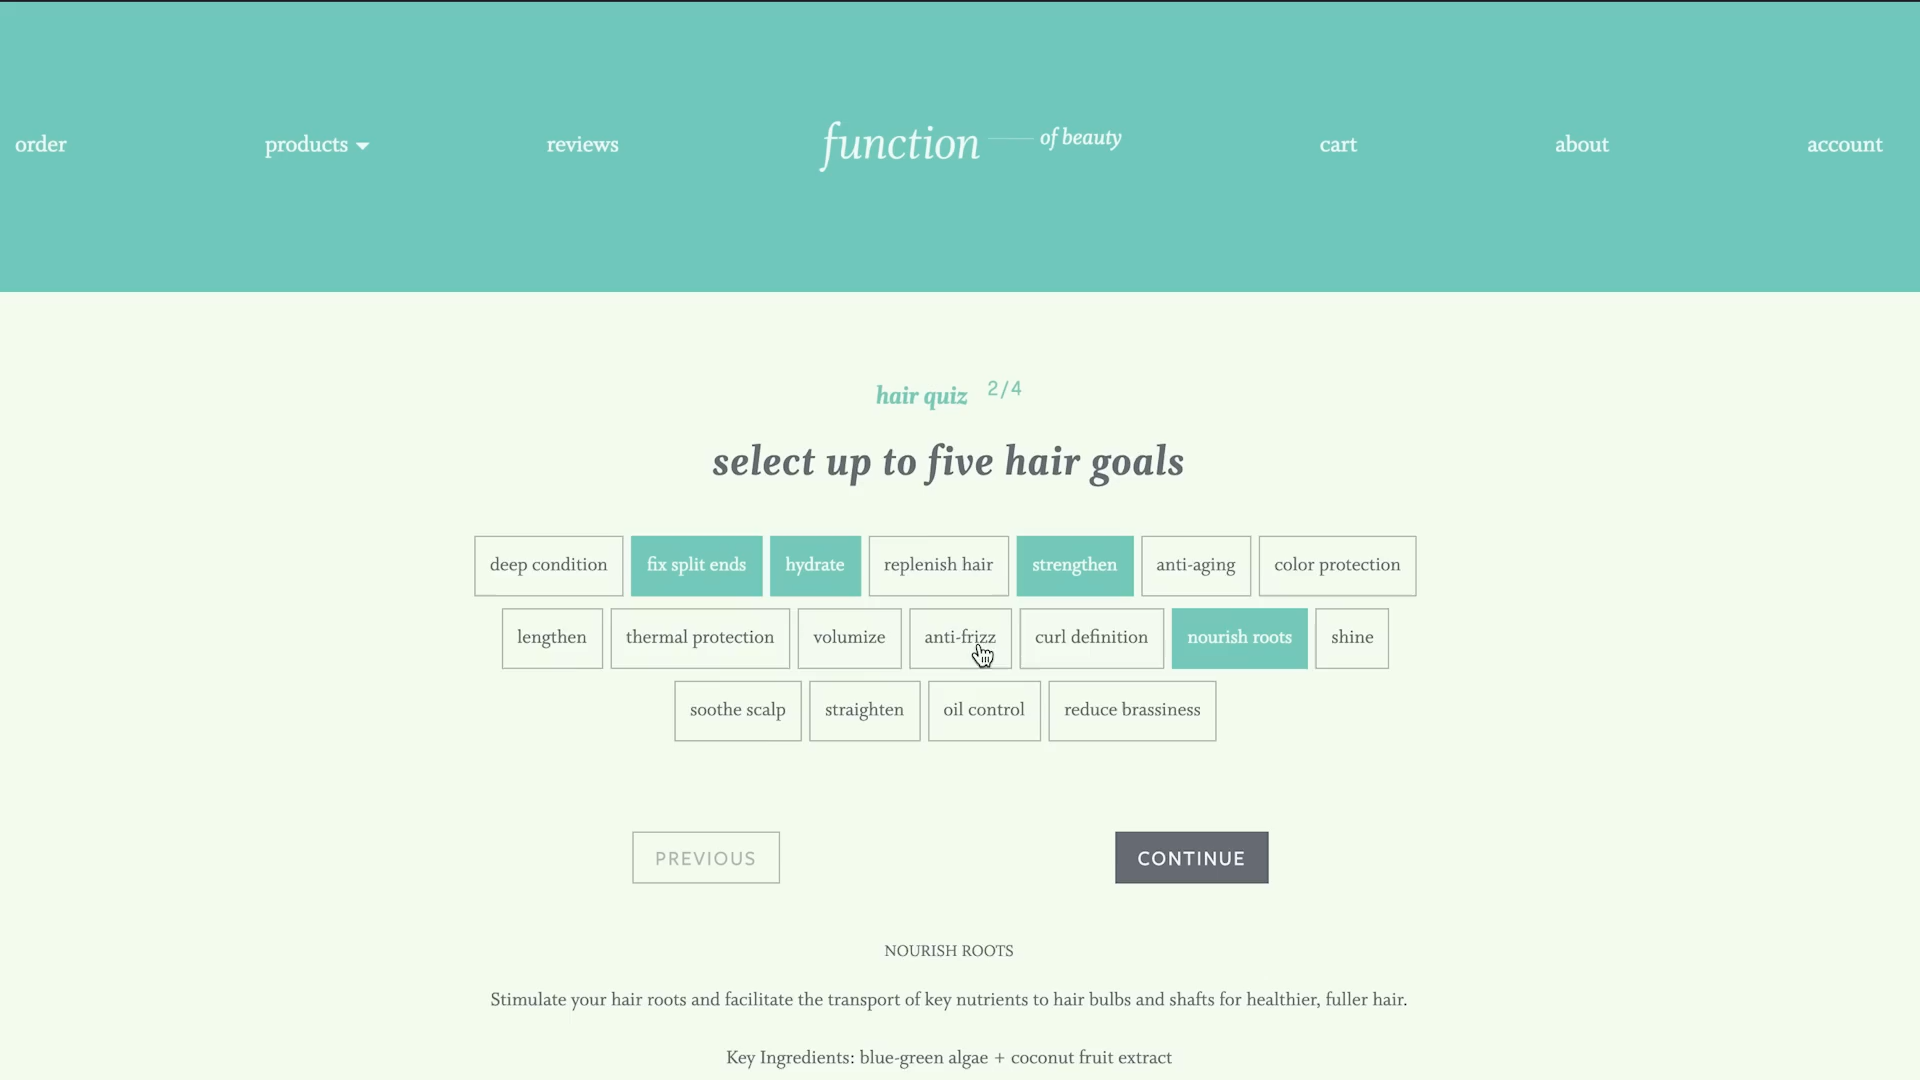 order products reviews function of beauty cart about account
hair quiz 2/4
select up to five hair goals
deep condition fix split ends hydrate replenish hair strengthen anti-aging color protection
lengthen thermal protection volumize anti-frizz curl definition nourish roots shine
soothe scalp straighten oil control reduce brassiness
PREVIOUS CONTINUE
NOURISH ROOTS
Stimulate your hair roots and facilitate the transport of key nutrients to hair bulbs and shafts for healthier, fuller hair.
Key Ingredients: blue-green algae + coconut fruit extract